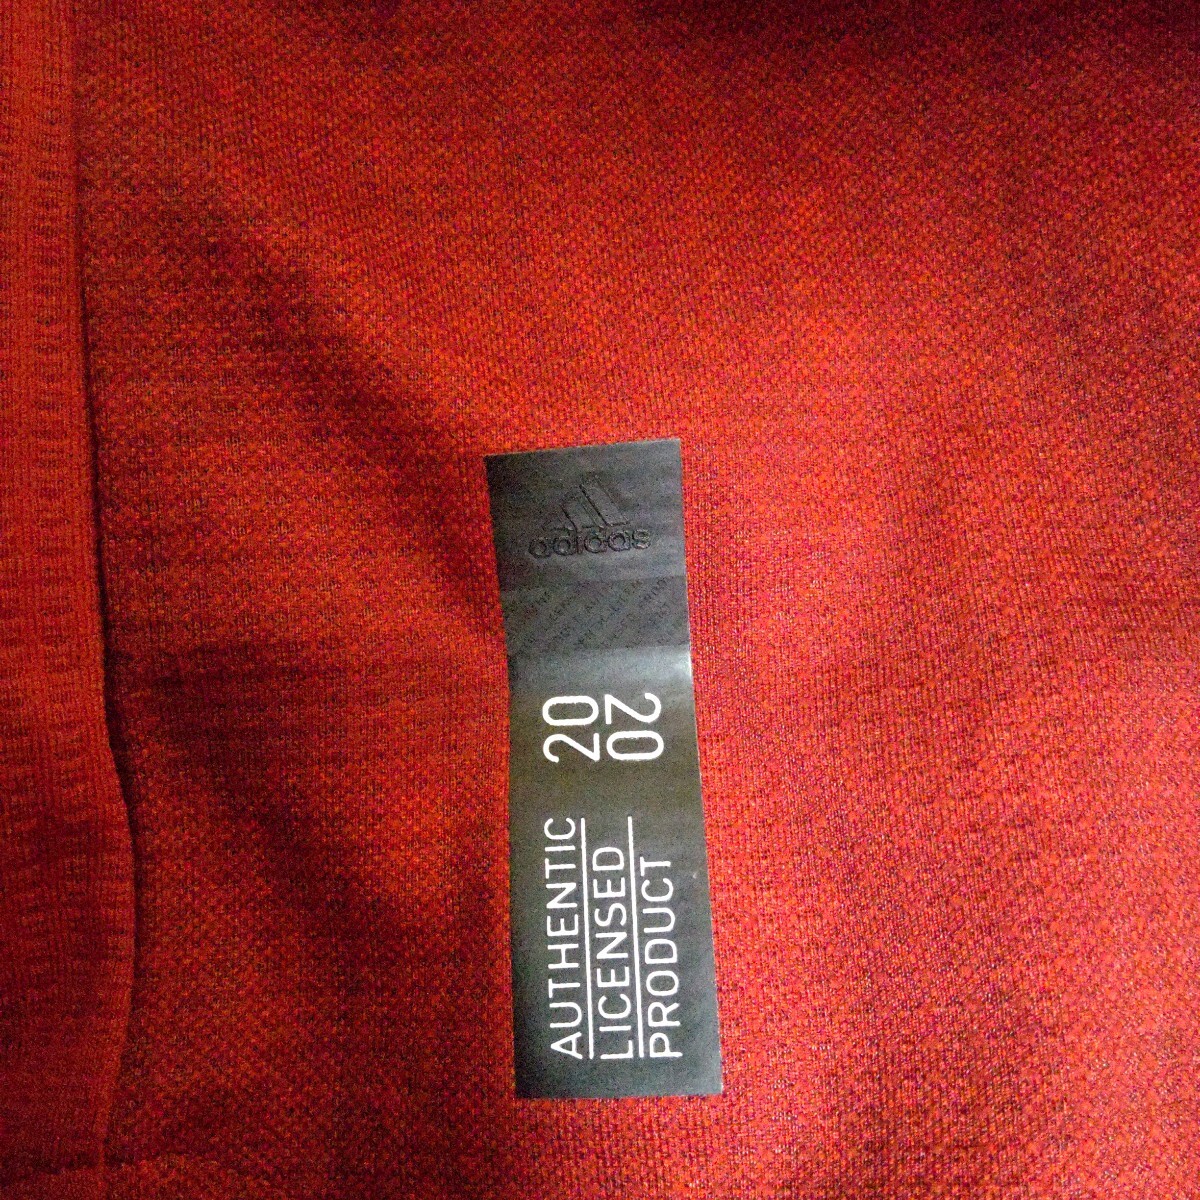 adidas
20
20
AUTHENTIC
LICENSED
PRODUCT